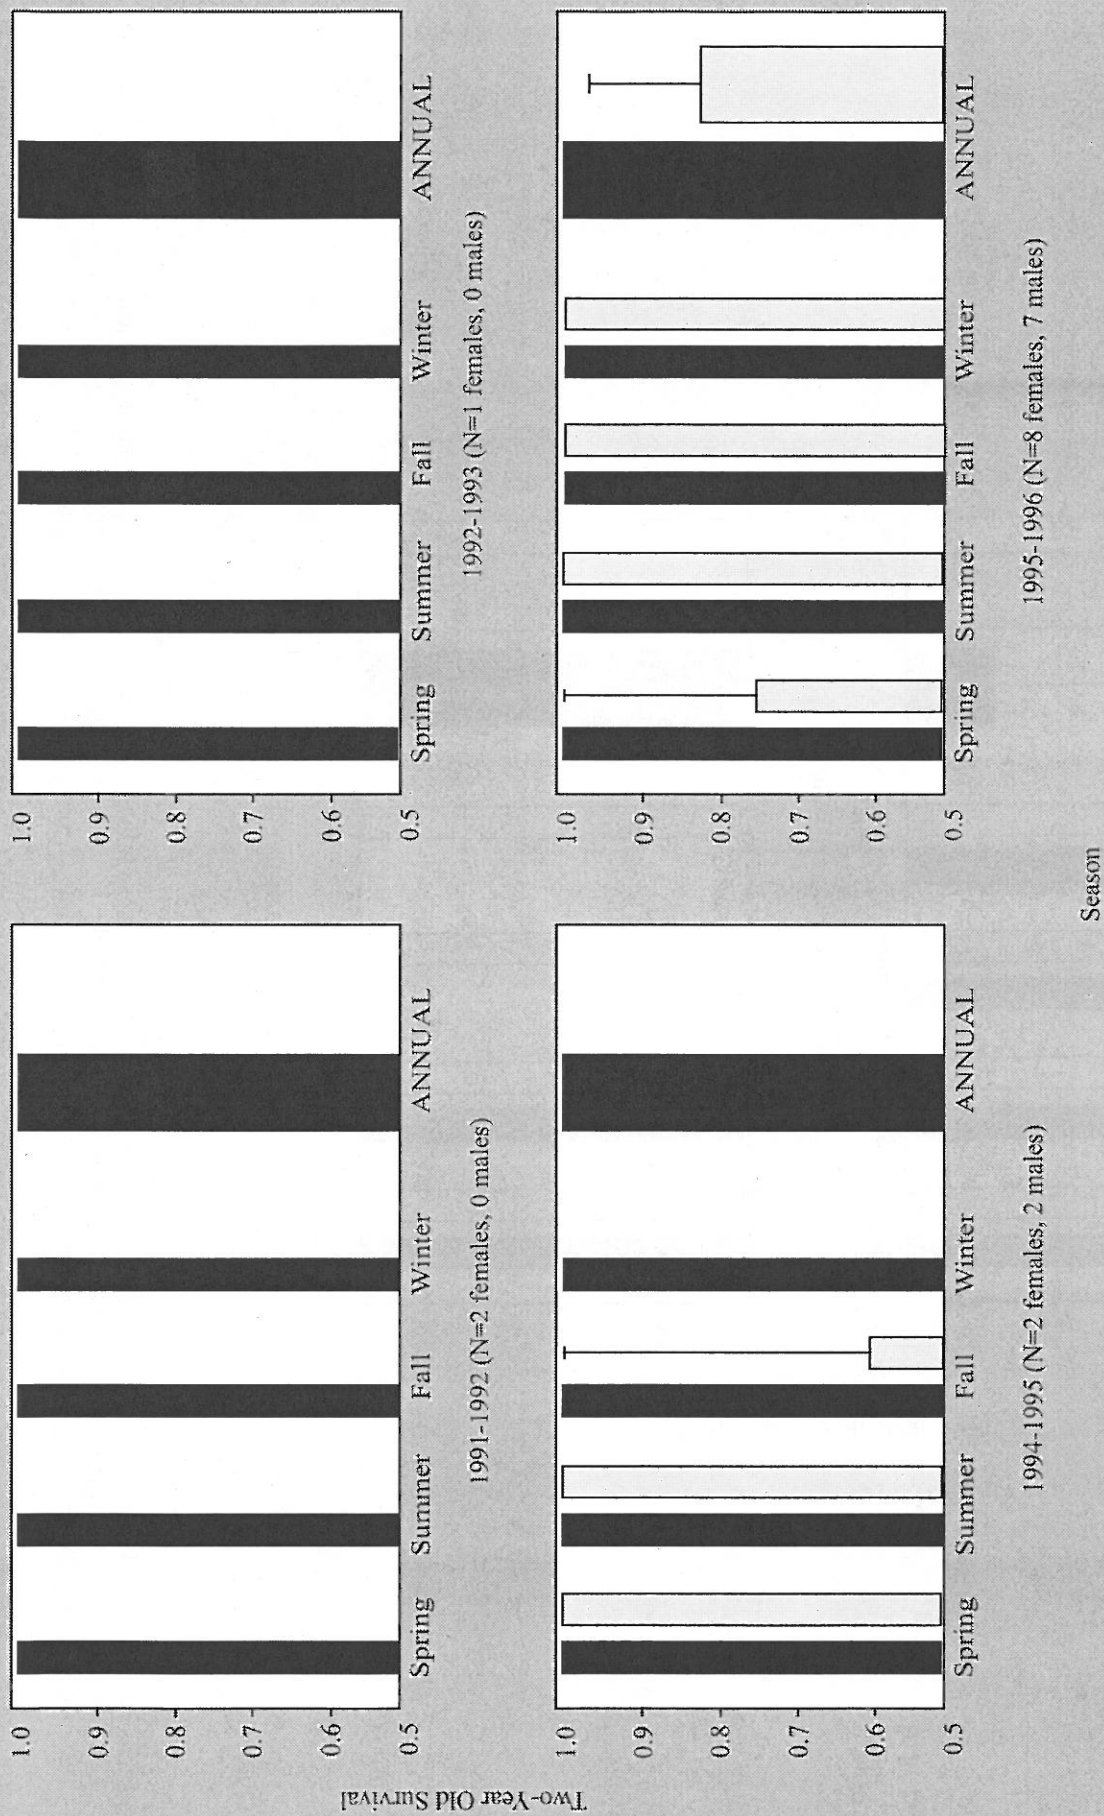 Two-Year Old Survival
1.0
0.9
0.8
0.7
0.6
0.5
Spring Summer Fall Winter ANNUAL
1991-1992 (N=2 females, 0 males)
1.0
0.9
0.8
0.7
0.6
0.5
Spring Summer Fall Winter ANNUAL
1992-1993 (N=1 females, 0 males)
1.0
0.9
0.8
0.7
0.6
0.5
Spring Summer Fall Winter ANNUAL
1994-1995 (N=2 females, 2 males)
1.0
0.9
0.8
0.7
0.6
0.5
Spring Summer Fall Winter ANNUAL
1995-1996 (N=8 females, 7 males)
Season